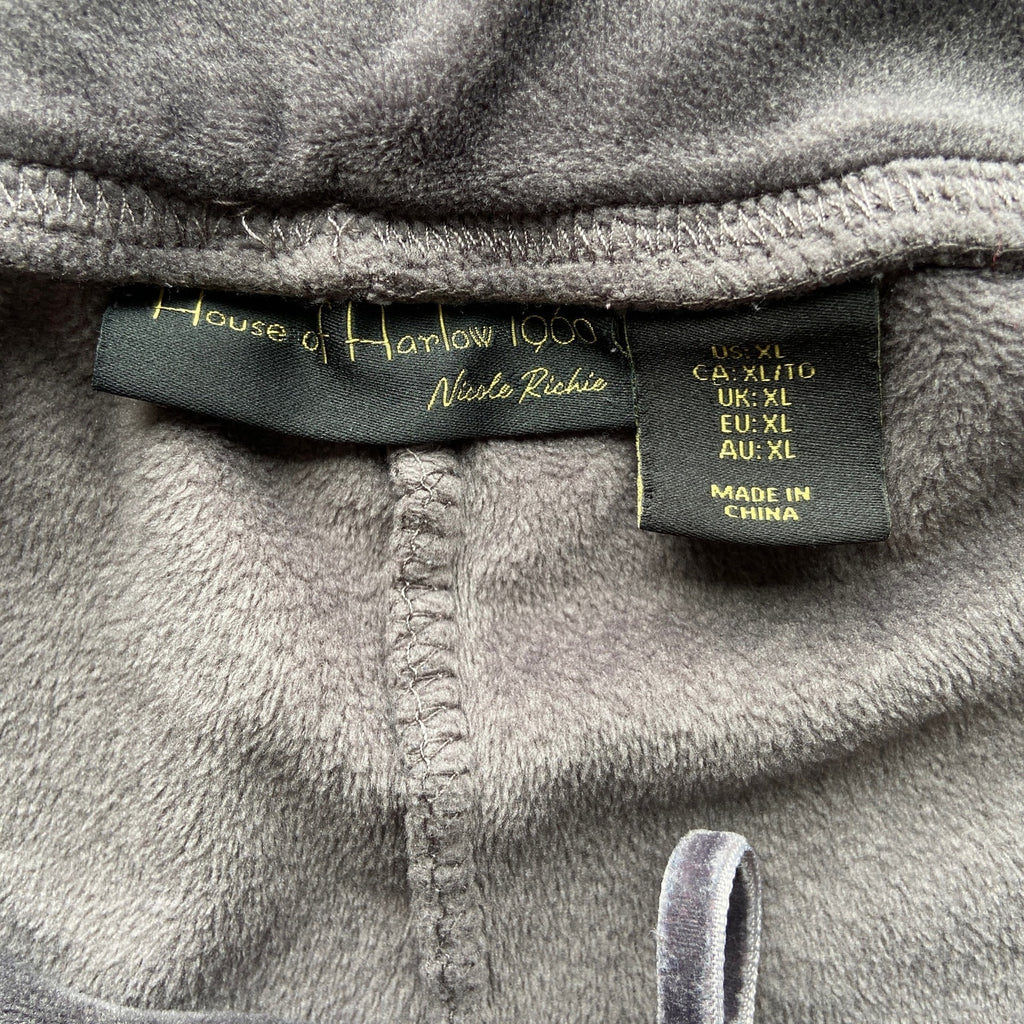 House of Harlow 1960
Nicole Richie
US: XL
CA: XL/TG
UK: XL
EU: XL
AU: XL
MADE IN
CHINA